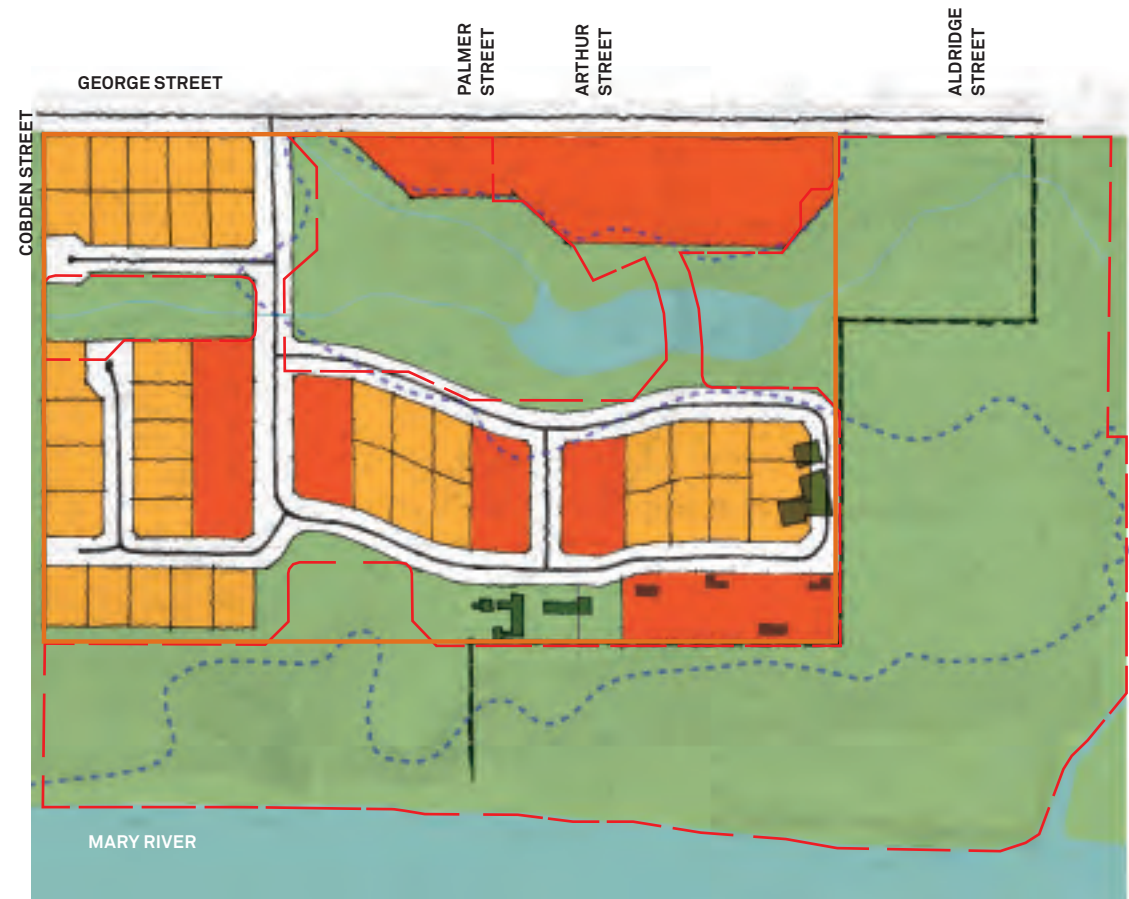 GEORGE STREET
PALMER
STREET
ARTHUR
STREET
ALDRIDGE
STREET
COBDEN STREET
MARY RIVER